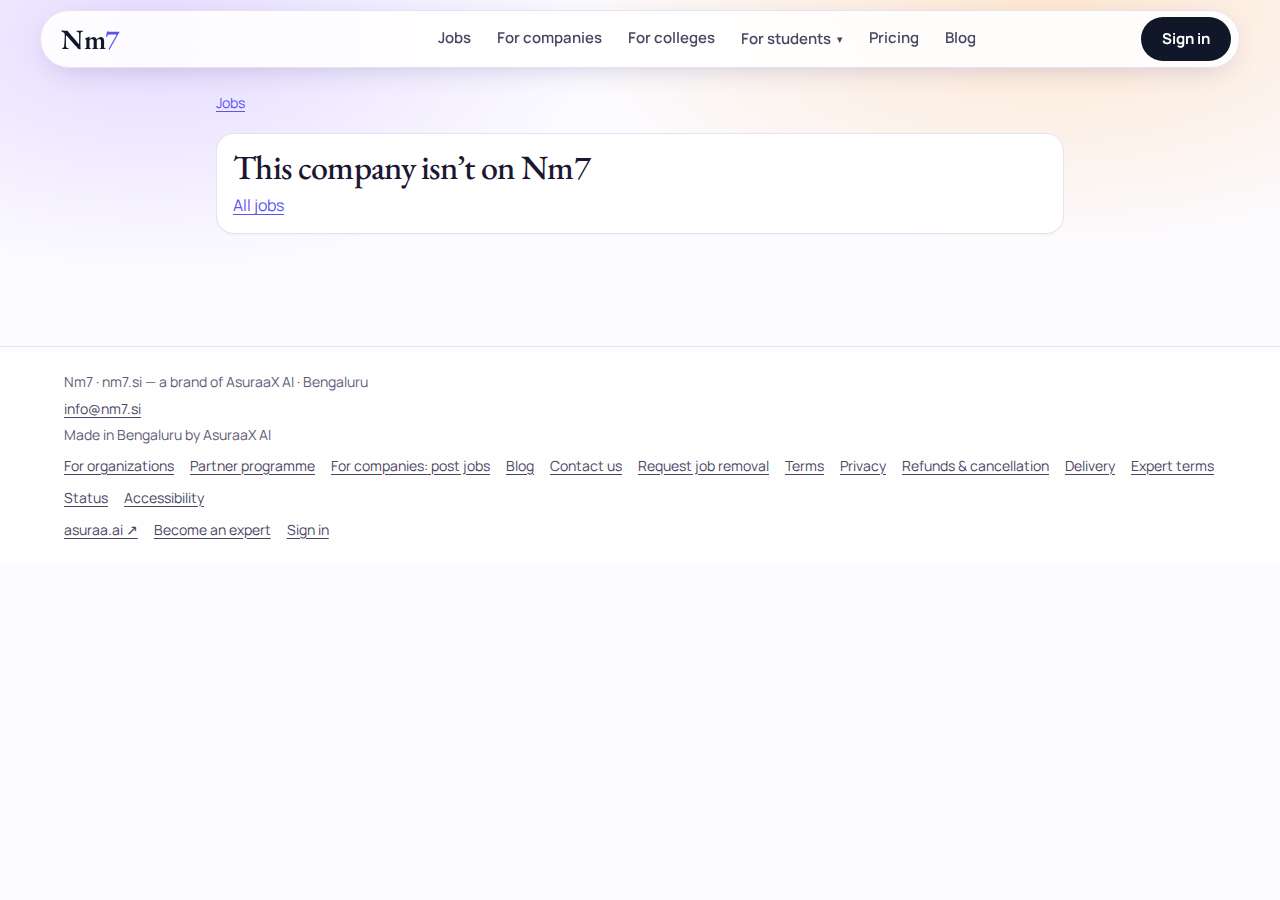 Nm7 Jobs For companies For colleges For students ▾ Pricing Blog Sign in
Jobs
This company isn’t on Nm7
All jobs
Nm7 · nm7.si — a brand of AsuraaX AI · Bengaluru
info@nm7.si
Made in Bengaluru by AsuraaX AI
For organizations Partner programme For companies: post jobs Blog Contact us Request job removal Terms Privacy Refunds & cancellation Delivery Expert terms
Status Accessibility
asuraa.ai ↗ Become an expert Sign in